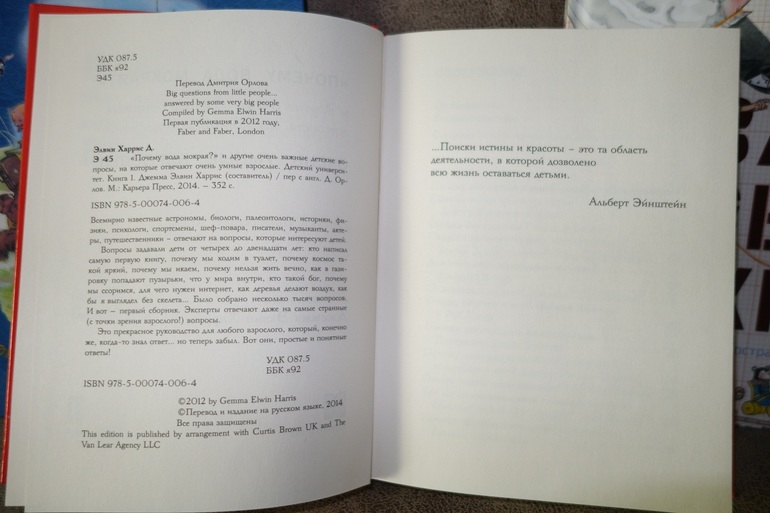 УДК 087.5
ББК я92
Э45
Перевод Дмитрия Орлова
Big questions from little people...
answered by some very big people
Compiled by Gemma Elwin Harris
Первая публикация в 2012 году,
Faber and Faber, London
Элвин Харрис Д.
Э 45 «Почему вода мокрая?» и другие очень важные детские во-
просы, на которые отвечают очень умные взрослые. Детский универси-
тет. Книга I. Джемма Элвин Харрис (составитель) / пер с англ. Д. Ор-
лов. М.: Карьера Пресс, 2014. – 352 с.
ISBN 978-5-00074-006-4
Всемирно известные астрономы, биологи, палеонтологи, историки, фи-
зики, психологи, спортсмены, шеф-повара, писатели, музыканты, актё-
ры, путешественники – отвечают на вопросы, которые интересуют детей.
Вопросы задавали дети от четырех до двенадцати лет: кто написал
самую первую книгу, почему мы ходим в туалет, почему космос та-
кой яркий, почему мы икаем, почему нельзя жить вечно, как в гази-
ровку попадают пузырьки, что у мира внутри, кто такой бог, почему
мы ссоримся, для чего нужен интернет, как деревья делают воздух, как
бы я выглядел без скелета... Было собрано несколько тысяч вопросов.
И вот – первый сборник. Эксперты отвечают даже на самые странные
(с точки зрения взрослого!) вопросы.
Это прекрасное руководство для любого взрослого, который, конечно
же, когда-то знал ответ... но теперь забыл. Вот они, простые и понятные
ответы!
УДК 087.5
ББК я92
ISBN 978-5-00074-006-4
©2012 by Gemma Elwin Harris
©Перевод и издание на русском языке, 2014
Все права защищены
This edition is published by arrangement with Curtis Brown UK and The
Van Lear Agency LLC
...Поиски истины и красоты – это та область
деятельности, в которой дозволено
всю жизнь оставаться детьми.
Альберт Эйнштейн